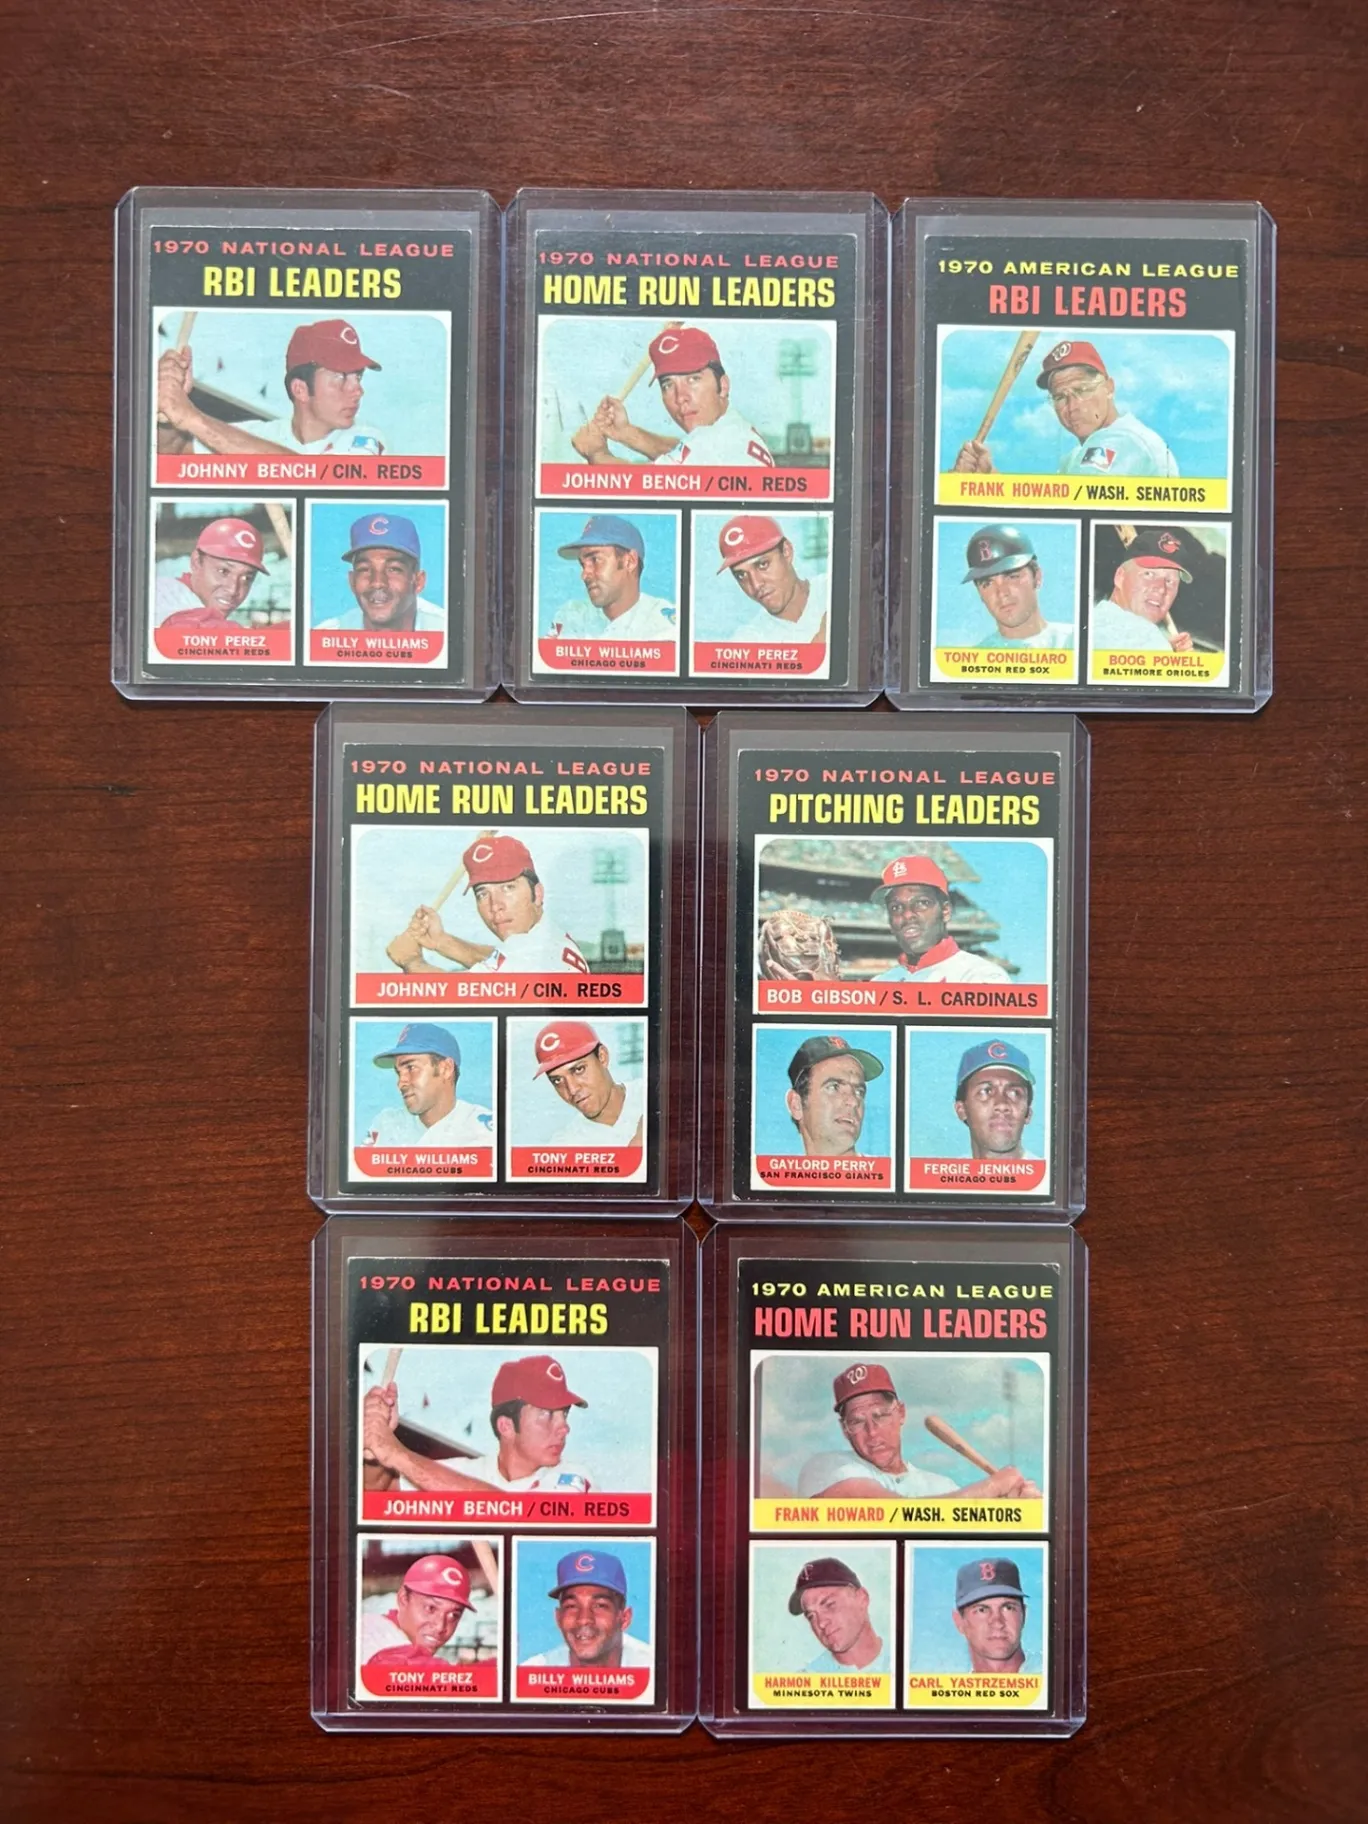 1970 NATIONAL LEAGUE
RBI LEADERS
JOHNNY BENCH / CIN. REDS
TONY PEREZ
CINCINNATI REDS
BILLY WILLIAMS
CHICAGO CUBS
1970 NATIONAL LEAGUE
HOME RUN LEADERS
JOHNNY BENCH / CIN. REDS
BILLY WILLIAMS
CHICAGO CUBS
TONY PEREZ
CINCINNATI REDS
1970 AMERICAN LEAGUE
RBI LEADERS
FRANK HOWARD / WASH. SENATORS
TONY CONIGLIARO
BOSTON RED SOX
BOOG POWELL
BALTIMORE ORIOLES
1970 NATIONAL LEAGUE
HOME RUN LEADERS
JOHNNY BENCH / CIN. REDS
BILLY WILLIAMS
CHICAGO CUBS
TONY PEREZ
CINCINNATI REDS
1970 NATIONAL LEAGUE
PITCHING LEADERS
BOB GIBSON / S. L. CARDINALS
GAYLORD PERRY
SAN FRANCISCO GIANTS
FERGIE JENKINS
CHICAGO CUBS
1970 NATIONAL LEAGUE
RBI LEADERS
JOHNNY BENCH / CIN. REDS
TONY PEREZ
CINCINNATI REDS
BILLY WILLIAMS
CHICAGO CUBS
1970 AMERICAN LEAGUE
HOME RUN LEADERS
FRANK HOWARD / WASH. SENATORS
HARMON KILLEBREW
MINNESOTA TWINS
CARL YASTRZEMSKI
BOSTON RED SOX